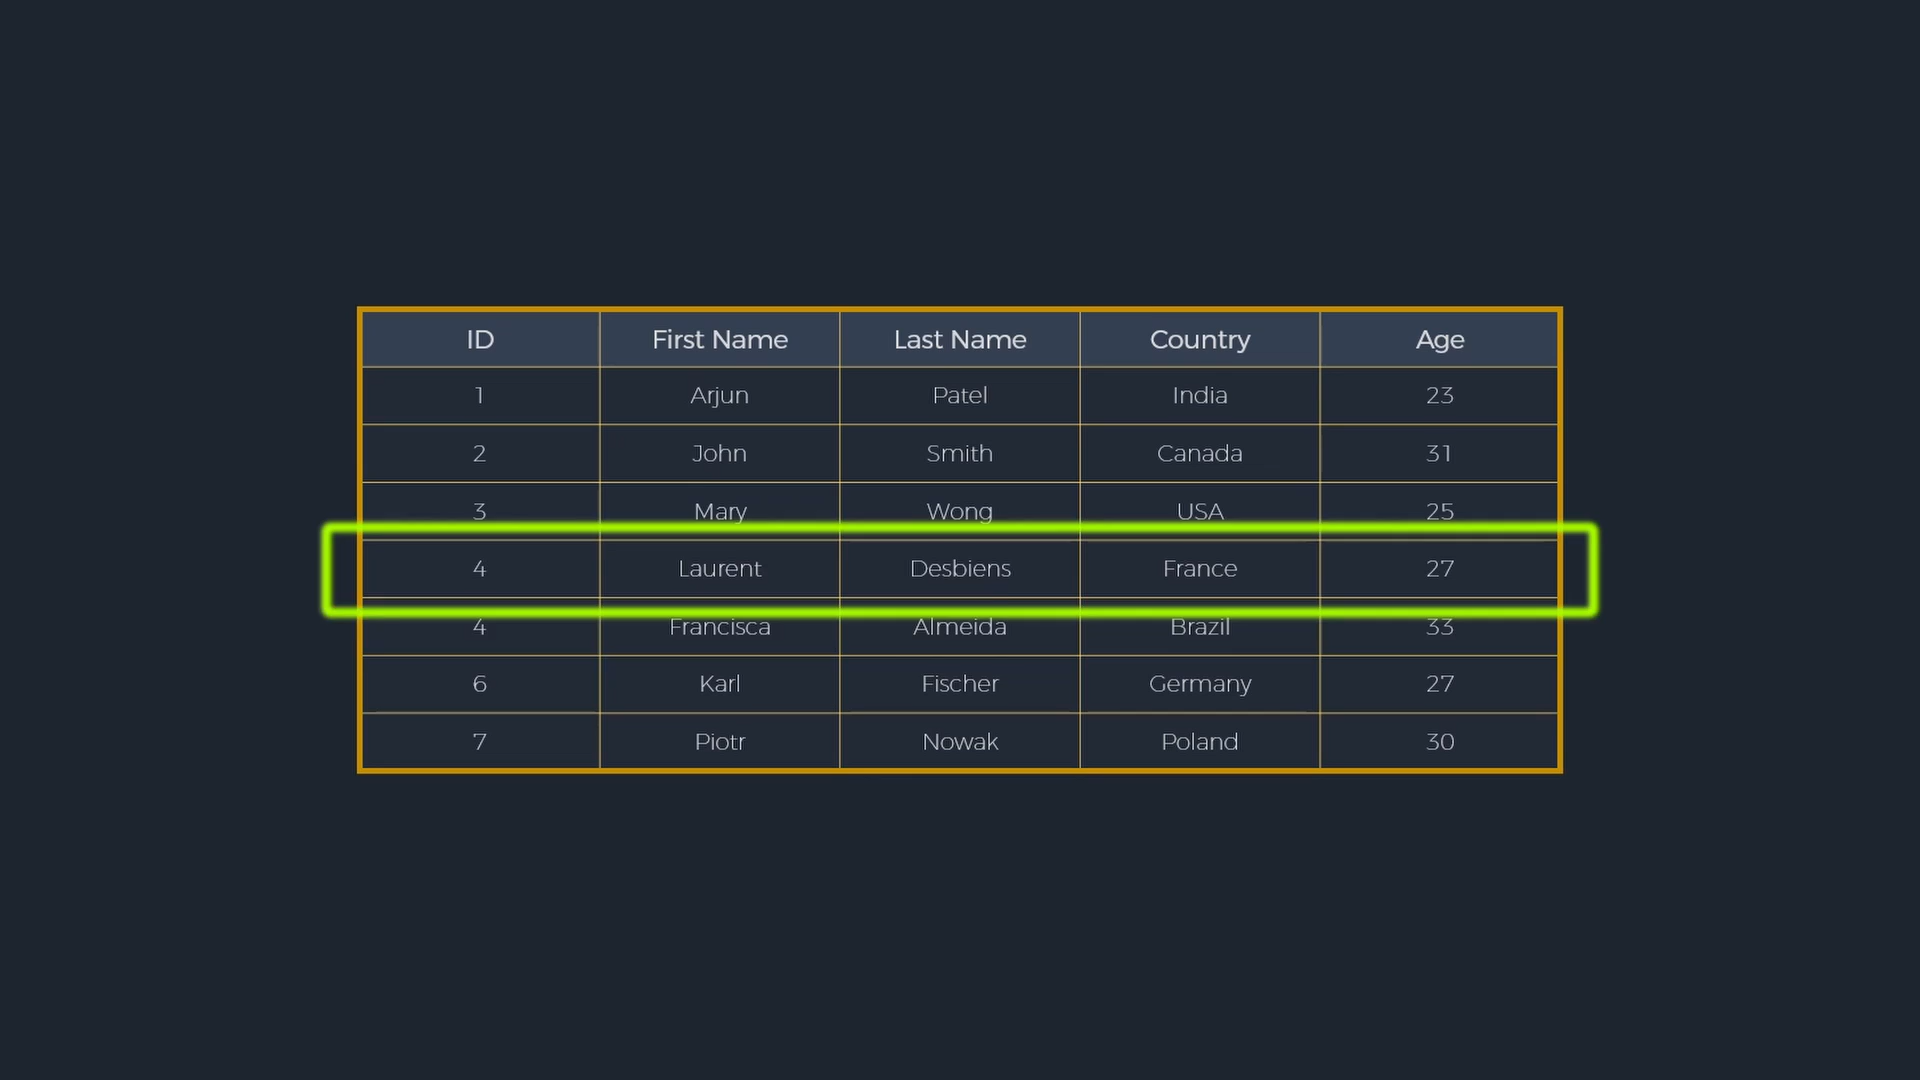 ID First Name Last Name Country Age
1 Arjun Patel India 23
2 John Smith Canada 31
3 Mary Wong USA 25
4 Laurent Desbiens France 27
4 Francisca Almeida Brazil 33
6 Karl Fischer Germany 27
7 Piotr Nowak Poland 30